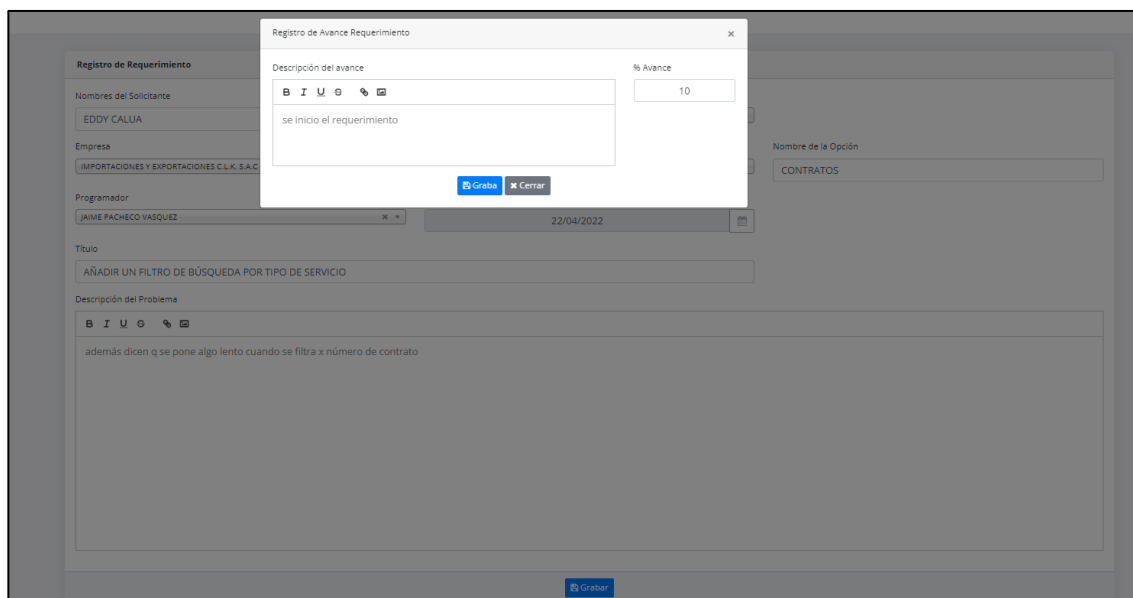 Registro de Avance Requerimiento ×
Descripción del avance % Avance
B I U S
10
se inicio el requerimiento
Graba × Cerrar
Registro de Requerimiento
Nombres del Solicitante
EDDY CALUA
Empresa Nombre de la Opción
IMPORTACIONES Y EXPORTACIONES C.L.K. S.A.C CONTRATOS
Programador
JAIME PACHECO VASQUEZ × 22/04/2022
Título
AÑADIR UN FILTRO DE BÚSQUEDA POR TIPO DE SERVICIO
Descripción del Problema
B I U S
además dicen q se pone algo lento cuando se filtra x número de contrato
Grabar